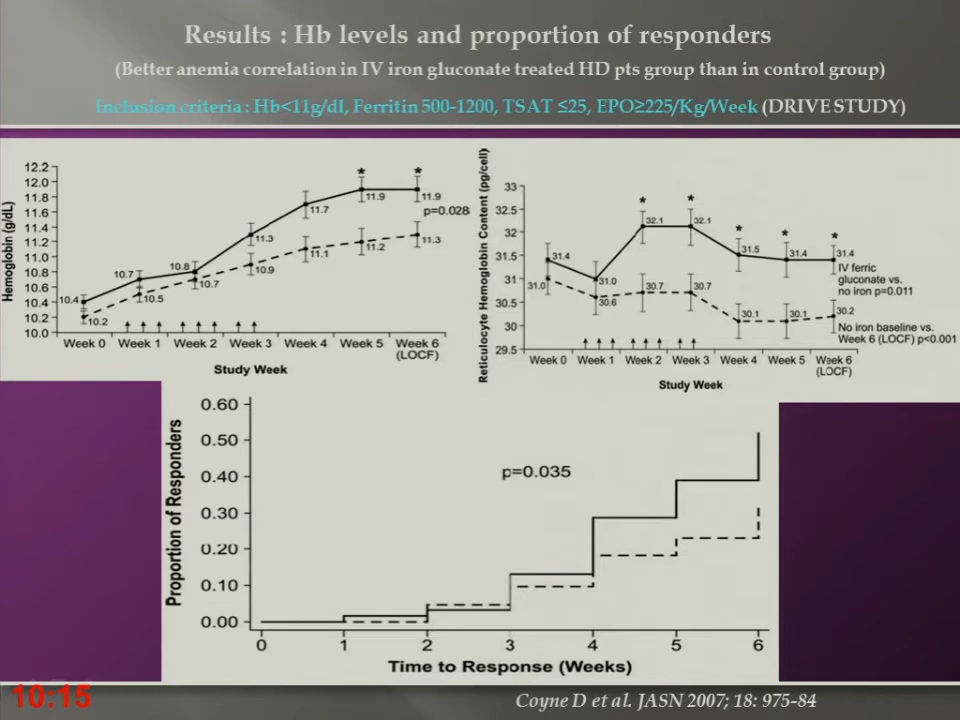 Results : Hb levels and proportion of responders
(Better anemia correlation in IV iron gluconate treated HD pts group than in control group)
Inclusion criteria : Hb<11g/dl, Ferritin 500-1200, TSAT ≤25, EPO≥225/Kg/Week (DRIVE STUDY)
Hemoglobin (g/dL)
12.2
12.0
11.8
11.6
11.4
11.2
11.0
10.8
10.6
10.4
10.2
10.0
10.4
10.7
10.8
11.3
11.7
11.9
11.9
10.2
10.5
10.7
10.9
11.1
11.2
11.3
* *
p=0.028
Week 0 Week 1 Week 2 Week 3 Week 4 Week 5 Week 6
(LOCF)
Study Week
Reticulocyte Hemoglobin Content (pg/cell)
33
32.5
32
31.5
31
30.5
30
29.5
31.4
31.0
32.1
32.1
31.5
31.4
31.4
31.0
30.6
30.7
30.7
30.1
30.1
30.2
* * * * *
IV ferric
gluconate vs.
no iron p=0.011
No iron baseline vs.
Week 6 (LOCF) p<0.001
Week 0 Week 1 Week 2 Week 3 Week 4 Week 5 Week 6
(LOCF)
Study Week
Proportion of Responders
0.60
0.50
0.40
0.30
0.20
0.10
0.00
p=0.035
0 1 2 3 4 5 6
Time to Response (Weeks)
10:15
Coyne D et al. JASN 2007; 18: 975-84